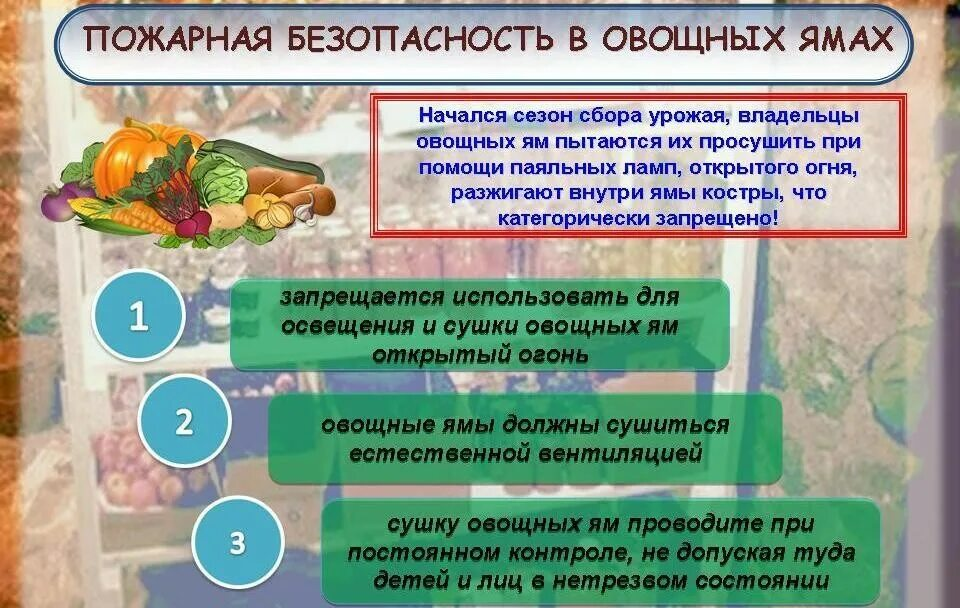 ПОЖАРНАЯ БЕЗОПАСНОСТЬ В ОВОЩНЫХ ЯМАХ
Начался сезон сбора урожая, владельцы
овощных ям пытаются их просушить при
помощи паяльных ламп, открытого огня,
разжигают внутри ямы костры, что
категорически запрещено!
1
запрещается использовать для
освещения и сушки овощных ям
открытый огонь
2
овощные ямы должны сушиться
естественной вентиляцией
3
сушку овощных ям проводите при
постоянном контроле, не допуская туда
детей и лиц в нетрезвом состоянии